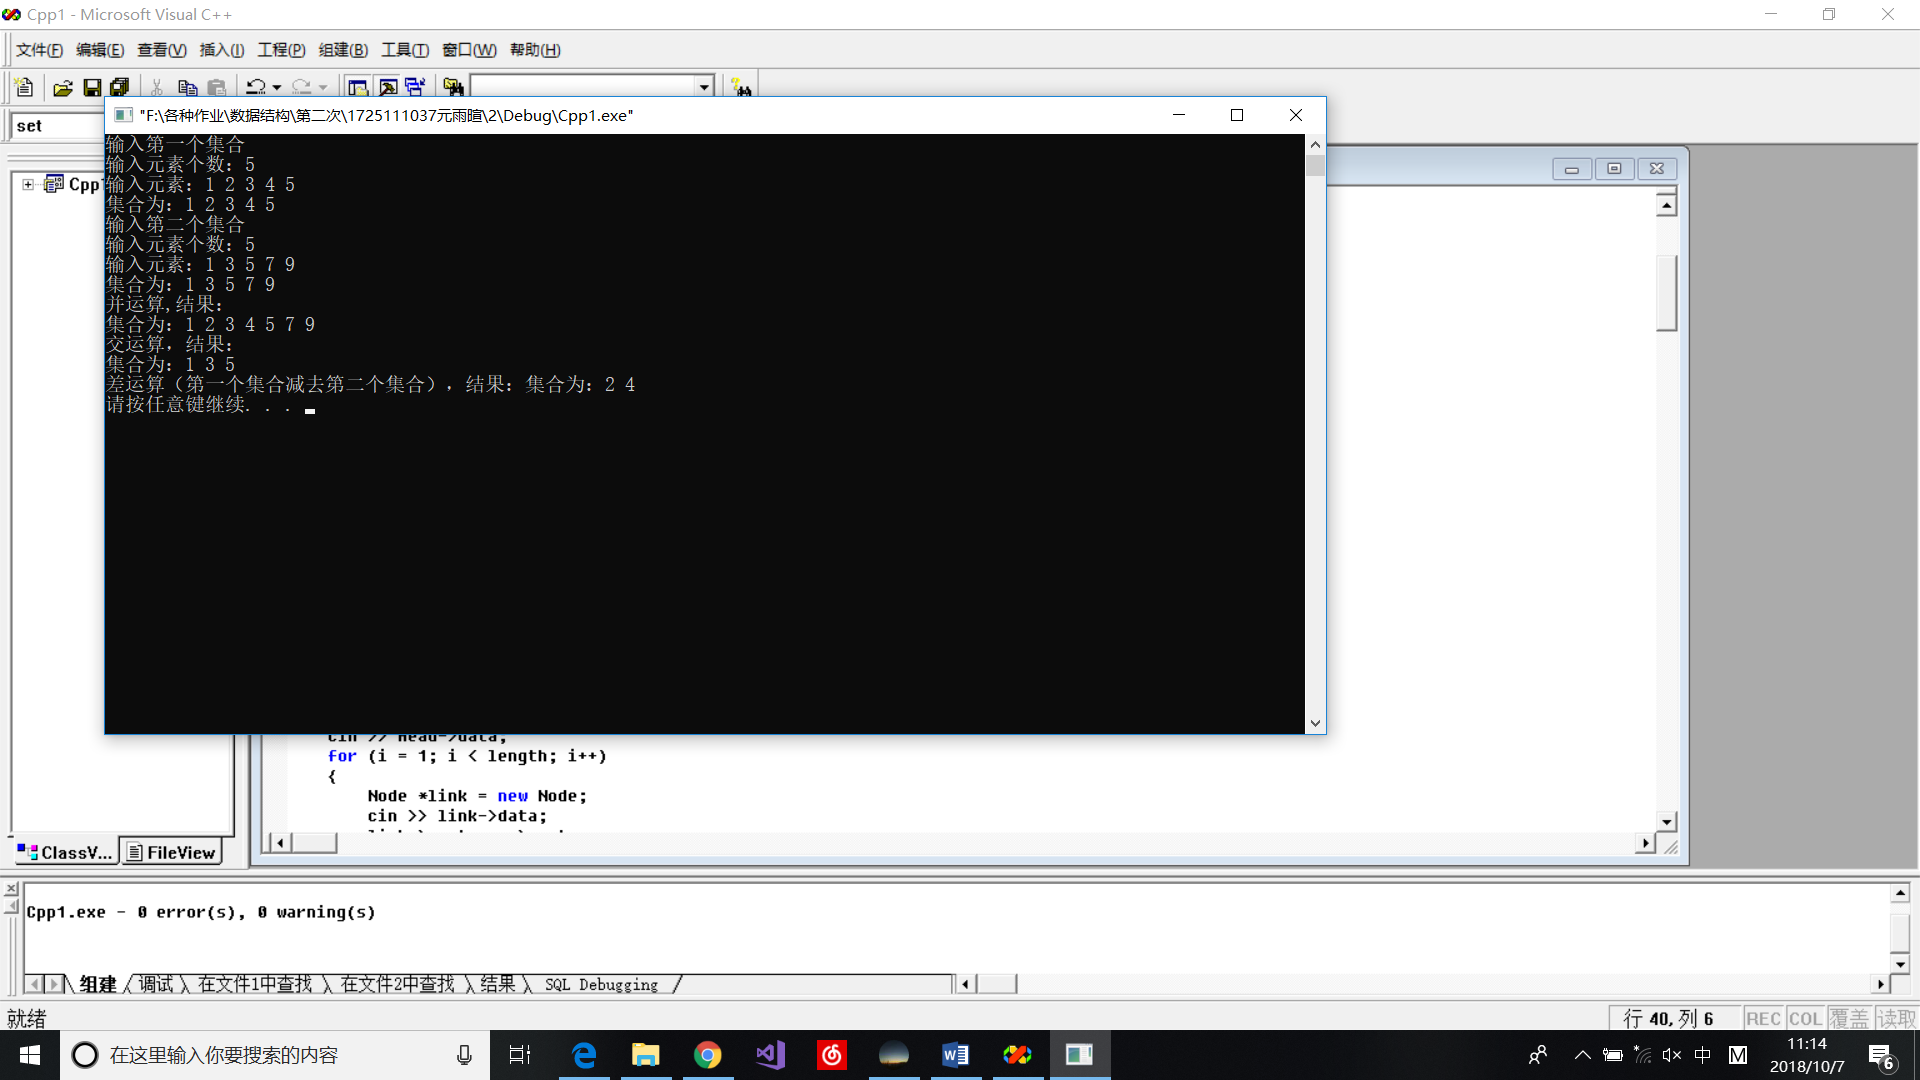 Cpp1 - Microsoft Visual C++
文件(F) 编辑(E) 查看(V) 插入(I) 工程(P) 组建(B) 工具(T) 窗口(W) 帮助(H)
set
"F:\各种作业\数据结构\第二次\1725111037元雨暄\2\Debug\Cpp1.exe"
Cpp
输入第一个集合
输入元素个数：5
输入元素：1 2 3 4 5
集合为：1 2 3 4 5
输入第二个集合
输入元素个数：5
输入元素：1 3 5 7 9
集合为：1 3 5 7 9
并运算,结果：
集合为：1 2 3 4 5 7 9
交运算，结果：
集合为：1 3 5
差运算（第一个集合减去第二个集合），结果：集合为：2 4
请按任意键继续. . .
cin >> head->data;
for (i = 1; i < length; i++)
{
Node *link = new Node;
cin >> link->data;
ClassV... FileView
Cpp1.exe - 0 error(s), 0 warning(s)
组建 调试 在文件1中查找 在文件2中查找 结果 SQL Debugging
就绪
行 40, 列 6 REC COL 覆盖 读取
在这里输入你要搜索的内容
中 M 11:14
2018/10/7
6